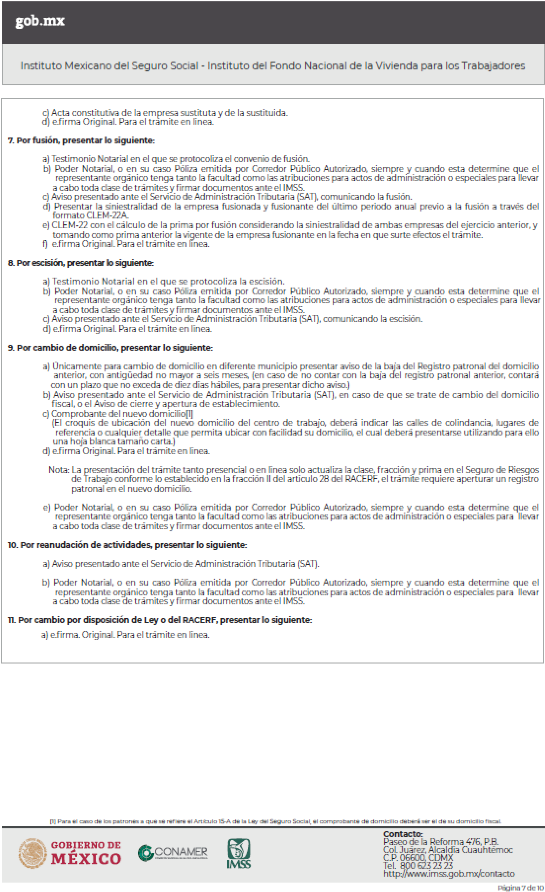 gob.mx
Instituto Mexicano del Seguro Social - Instituto del Fondo Nacional de la Vivienda para los Trabajadores
c) Acta constitutiva de la empresa sustituta y de la sustituida.
d) e.firma Original. Para el trámite en línea.
7. Por fusión, presentar lo siguiente:
a) Testimonio Notarial en el que se protocoliza el convenio de fusión.
b) Poder Notarial, o en su caso Póliza emitida por Corredor Público Autorizado, siempre y cuando esta determine que el
representante orgánico tenga tanto la facultad como las atribuciones para actos de administración o especiales para llevar
a cabo toda clase de trámites y firmar documentos ante el IMSS.
c) Aviso presentado ante el Servicio de Administración Tributaria (SAT), comunicando la fusión.
d) Presentar la siniestralidad de la empresa fusionada y fusionante del último periodo anual previo a la fusión a través del
formato CLEM-22A.
e) CLEM-22 con el cálculo de la prima por fusión considerando la siniestralidad de ambas empresas del ejercicio anterior, y
tomando como prima anterior la vigente de la empresa fusionante en la fecha en que surte efectos el trámite.
f) e.firma Original. Para el trámite en línea.
8. Por escisión, presentar lo siguiente:
a) Testimonio Notarial en el que se protocoliza la escisión.
b) Poder Notarial, o en su caso Póliza emitida por Corredor Público Autorizado, siempre y cuando esta determine que el
representante orgánico tenga tanto la facultad como las atribuciones para actos de administración o especiales para llevar
a cabo toda clase de trámites y firmar documentos ante el IMSS.
c) Aviso presentado ante el Servicio de Administración Tributaria (SAT), comunicando la escisión.
d) e.firma Original. Para el trámite en línea.
9. Por cambio de domicilio, presentar lo siguiente:
a) Únicamente para cambio de domicilio en diferente municipio presentar aviso de la baja del Registro patronal del domicilio
anterior, con antigüedad no mayor a seis meses, (en caso de no contar con la baja del registro patronal anterior, contará
con un plazo que no exceda de diez días hábiles, para presentar dicho aviso.)
b) Aviso presentado ante el Servicio de Administración Tributaria (SAT), en caso de que se trate de cambio del domicilio
fiscal, o el Aviso de cierre y apertura de establecimiento.
c) Comprobante del nuevo domicilio[1]
(El croquis de ubicación del nuevo domicilio del centro de trabajo, deberá indicar las calles de colindancia, lugares de
referencia o cualquier detalle que permita ubicar con facilidad su domicilio, el cual deberá presentarse utilizando para ello
una hoja blanca tamaño carta.)
d) e.firma Original. Para el trámite en línea.
Nota: La presentación del trámite tanto presencial o en línea solo actualiza la clase, fracción y prima en el Seguro de Riesgos
de Trabajo conforme lo establecido en la fracción II del artículo 28 del RACERF, el trámite requiere aperturar un registro
patronal en el nuevo domicilio.
e) Poder Notarial, o en su caso Póliza emitida por Corredor Público Autorizado, siempre y cuando esta determine que el
representante orgánico tenga tanto la facultad como las atribuciones para actos de administración o especiales para llevar
a cabo toda clase de trámites y firmar documentos ante el IMSS.
10. Por reanudación de actividades, presentar lo siguiente:
a) Aviso presentado ante el Servicio de Administración Tributaria (SAT).
b) Poder Notarial, o en su caso Póliza emitida por Corredor Público Autorizado, siempre y cuando esta determine que el
representante orgánico tenga tanto la facultad como las atribuciones para actos de administración o especiales para llevar
a cabo toda clase de trámites y firmar documentos ante el IMSS.
11. Por cambio por disposición de Ley o del RACERF, presentar lo siguiente:
a) e.firma. Original. Para el trámite en línea.
[1] Para el caso de los patrones a que se refiere el Artículo 15-A de la Ley del Seguro Social, el comprobante de domicilio deberá ser el de su domicilio fiscal.
GOBIERNO DE
MÉXICO
CONAMER
IMSS
Contacto:
Paseo de la Reforma 476, P.B.
Col. Juárez, Alcaldía Cuauhtémoc
C.P. 06600, CDMX
Tel. 800 623 23 23
http://www.imss.gob.mx/contacto
Página 7 de 10